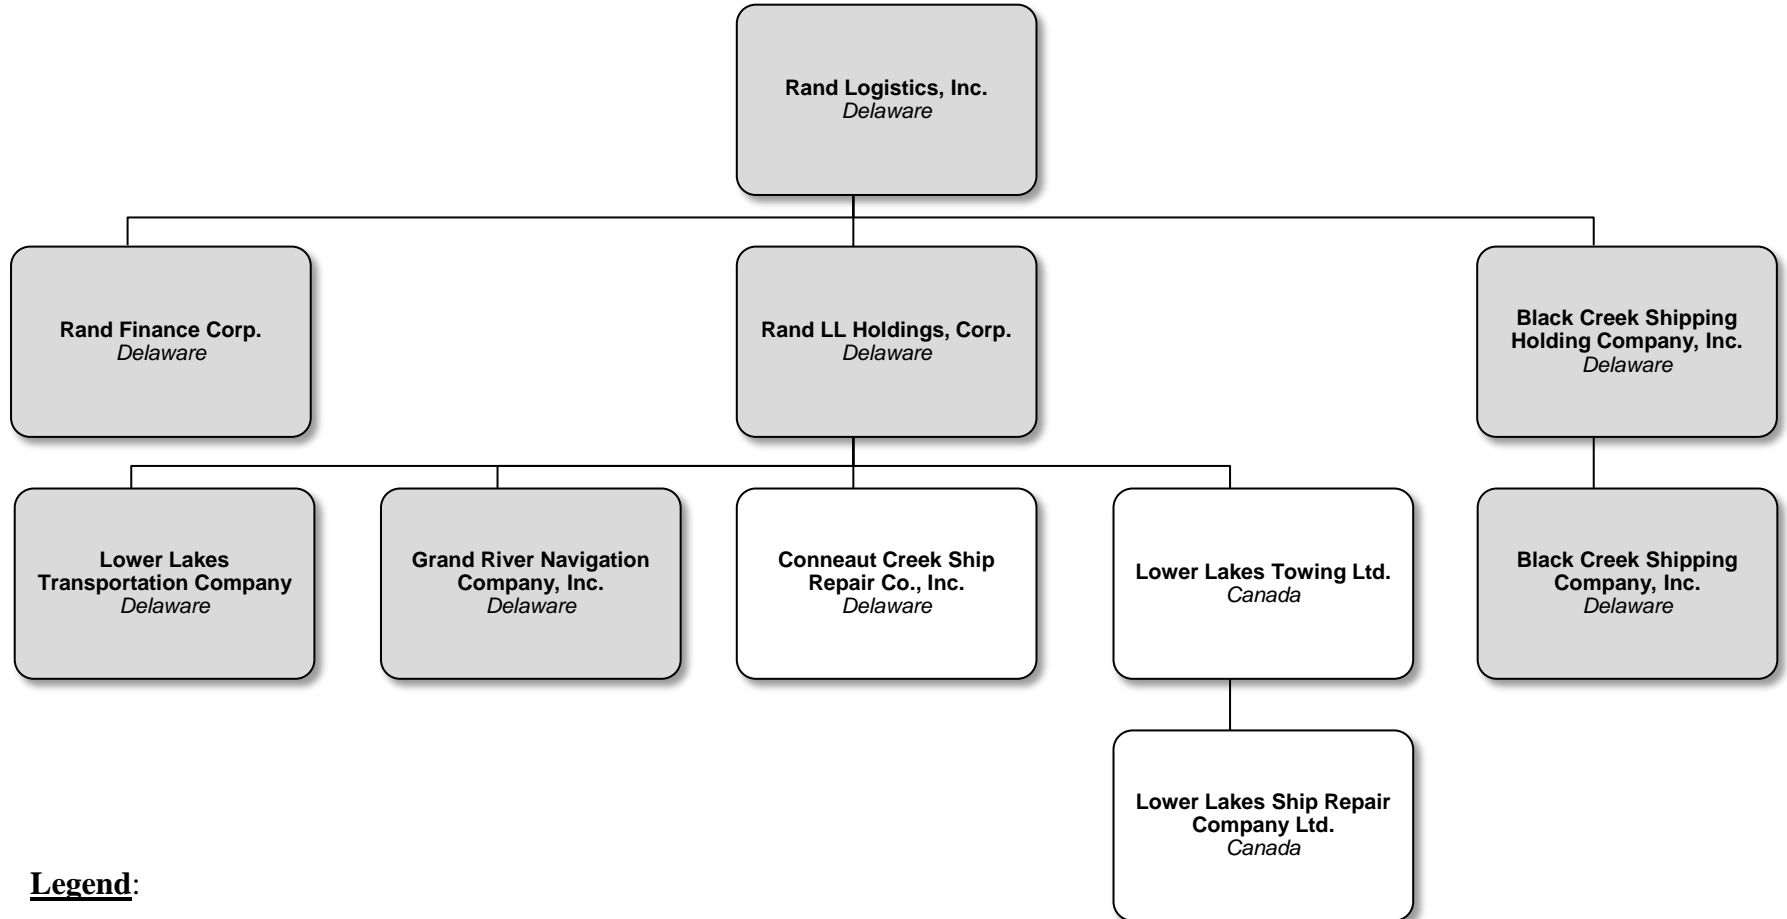 Rand Logistics, Inc.
Delaware
Rand Finance Corp.
Delaware
Rand LL Holdings, Corp.
Delaware
Black Creek Shipping
Holding Company, Inc.
Delaware
Lower Lakes
Transportation Company
Delaware
Grand River Navigation
Company, Inc.
Delaware
Conneaut Creek Ship
Repair Co., Inc.
Delaware
Lower Lakes Towing Ltd.
Canada
Black Creek Shipping
Company, Inc.
Delaware
Lower Lakes Ship Repair
Company Ltd.
Canada
Legend: